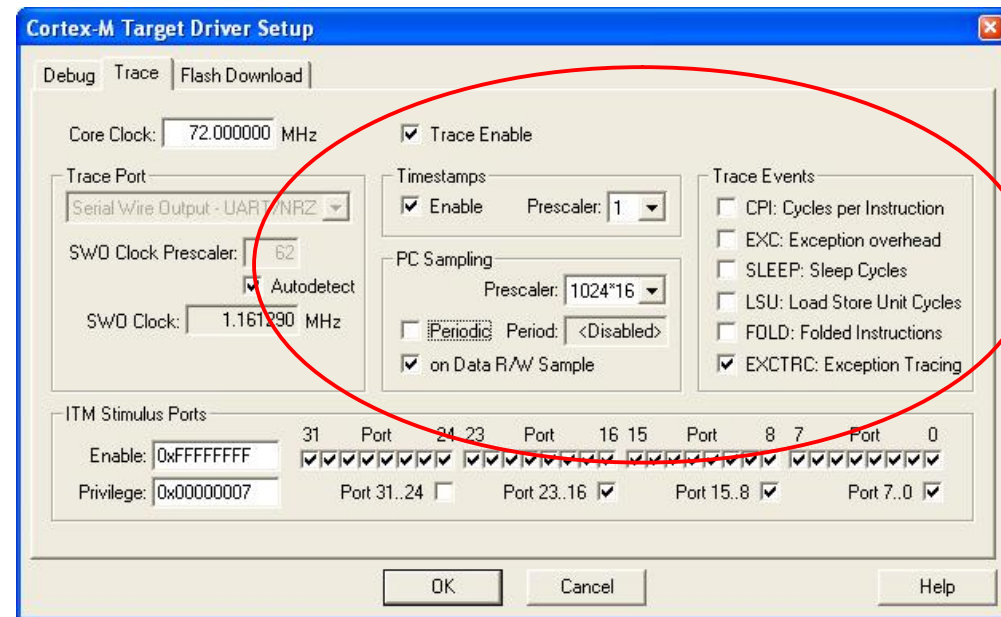 Cortex-M Target Driver Setup
Debug Trace Flash Download
Core Clock: 72.000000 MHz
Trace Enable
Trace Port
Serial Wire Output - UART/NRZ
SWO Clock Prescaler: 62
Autodetect
SWO Clock: 1.161290 MHz
Timestamps
Enable Prescaler: 1
PC Sampling
Prescaler: 1024*16
Periodic Period: <Disabled>
on Data R/W Sample
Trace Events
CPI: Cycles per Instruction
EXC: Exception overhead
SLEEP: Sleep Cycles
LSU: Load Store Unit Cycles
FOLD: Folded Instructions
EXCTRC: Exception Tracing
ITM Stimulus Ports
31 Port 24 23 Port 16 15 Port 8 7 Port 0
Enable: 0xFFFFFFFF
Privilege: 0x00000007 Port 31..24 Port 23..16 Port 15..8 Port 7..0
OK Cancel Help